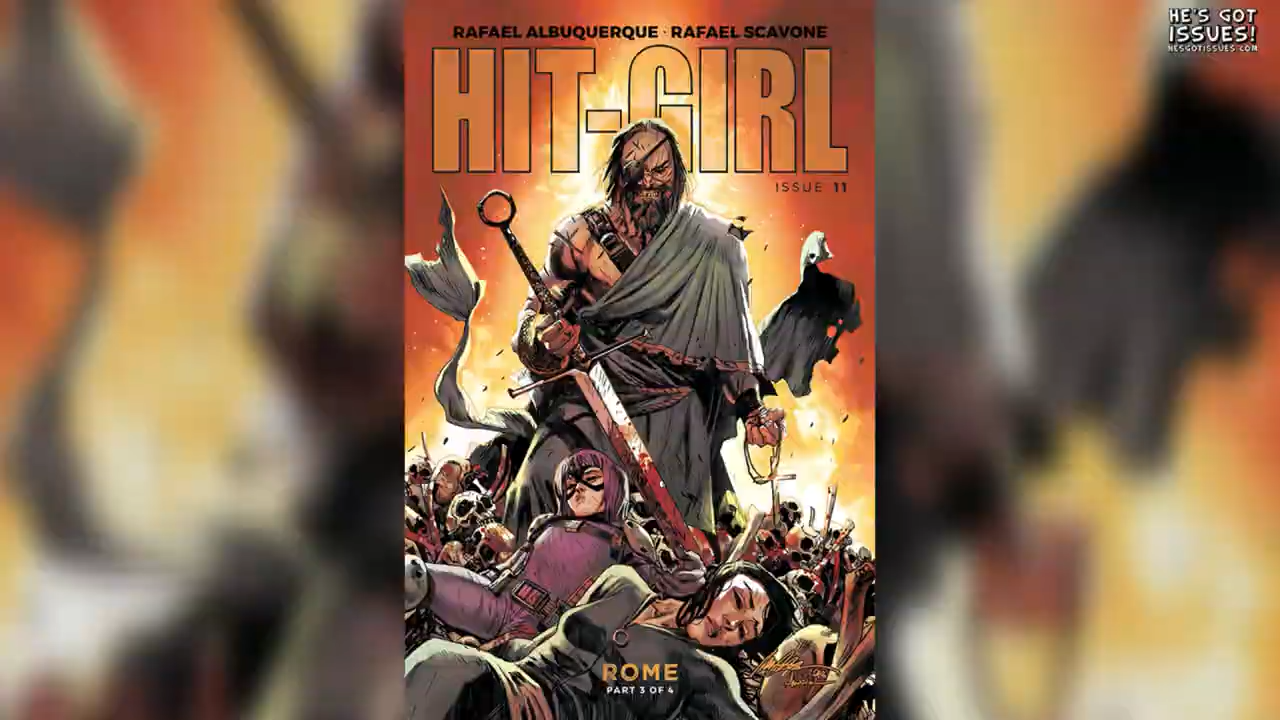 RAFAEL ALBUQUERQUE · RAFAEL SCAVONE
HE'S GOT
ISSUES!
HESGOTISSUES.COM
HIT-GIRL
ISSUE 11
ROME
PART 3 OF 4